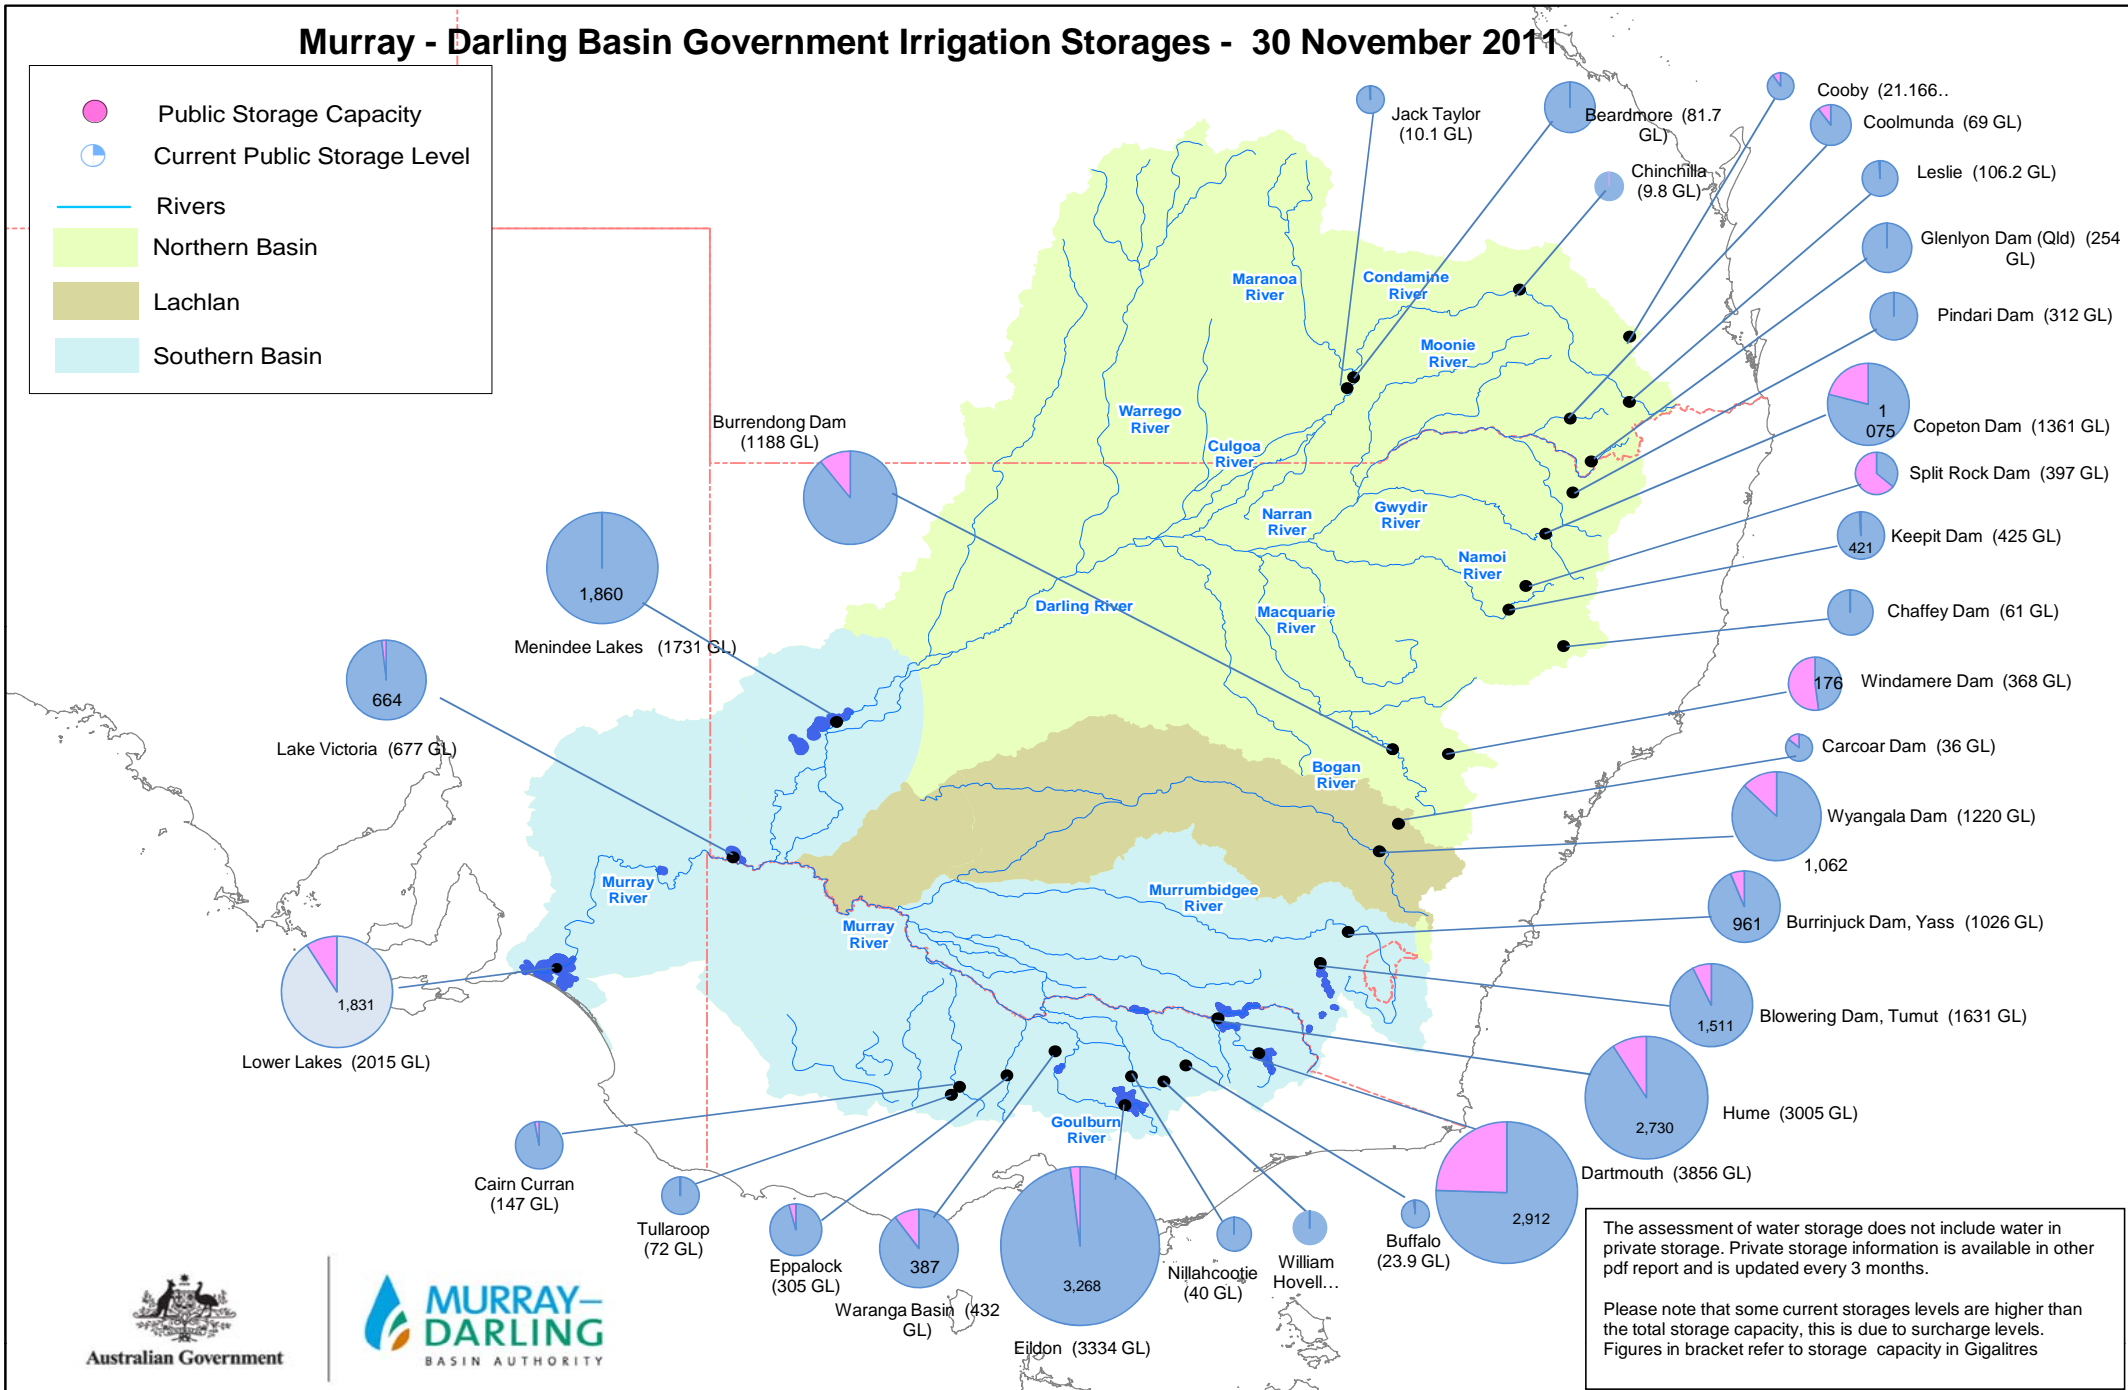 Murray - Darling Basin Government Irrigation Storages -  30 November 2011
Public Storage Capacity
Current Public Storage Level
Rivers
Northern Basin
Lachlan
Southern Basin
Jack Taylor
(10.1 GL)
Beardmore (81.7
GL)
Cooby (21.166..
Coolmunda (69 GL)
Chinchilla
(9.8 GL)
Leslie (106.2 GL)
Glenlyon Dam (Qld) (254
GL)
Pindari Dam (312 GL)
1
075
Copeton Dam (1361 GL)
Split Rock Dam (397 GL)
421
Keepit Dam (425 GL)
Chaffey Dam (61 GL)
176
Windamere Dam (368 GL)
Carcoar Dam (36 GL)
Wyangala Dam (1220 GL)
1,062
961
Burrinjuck Dam, Yass (1026 GL)
1,511
Blowering Dam, Tumut (1631 GL)
2,730
Hume (3005 GL)
Dartmouth (3856 GL)
2,912
Burrendong Dam
(1188 GL)
1,860
Menindee Lakes (1731 GL)
664
Lake Victoria (677 GL)
1,831
Lower Lakes (2015 GL)
Maranoa
River
Condamine
River
Moonie
River
Warrego
River
Culgoa
River
Narran
River
Gwydir
River
Namoi
River
Darling River
Macquarie
River
Bogan
River
Murray
River
Murrumbidgee
River
Murray
River
Goulburn
River
Cairn Curran
(147 GL)
Tullaroop
(72 GL)
Eppalock
(305 GL)
387
Waranga Basin (432
GL)
3,268
Eildon (3334 GL)
Nillahcootie
(40 GL)
William
Hovell...
Buffalo
(23.9 GL)
The assessment of water storage does not include water in
private storage. Private storage information is available in other
pdf report and is updated every 3 months.
Please note that some current storages levels are higher than
the total storage capacity, this is due to surcharge levels.
Figures in bracket refer to storage capacity in Gigalitres
Australian Government
MURRAY–
DARLING
BASIN AUTHORITY